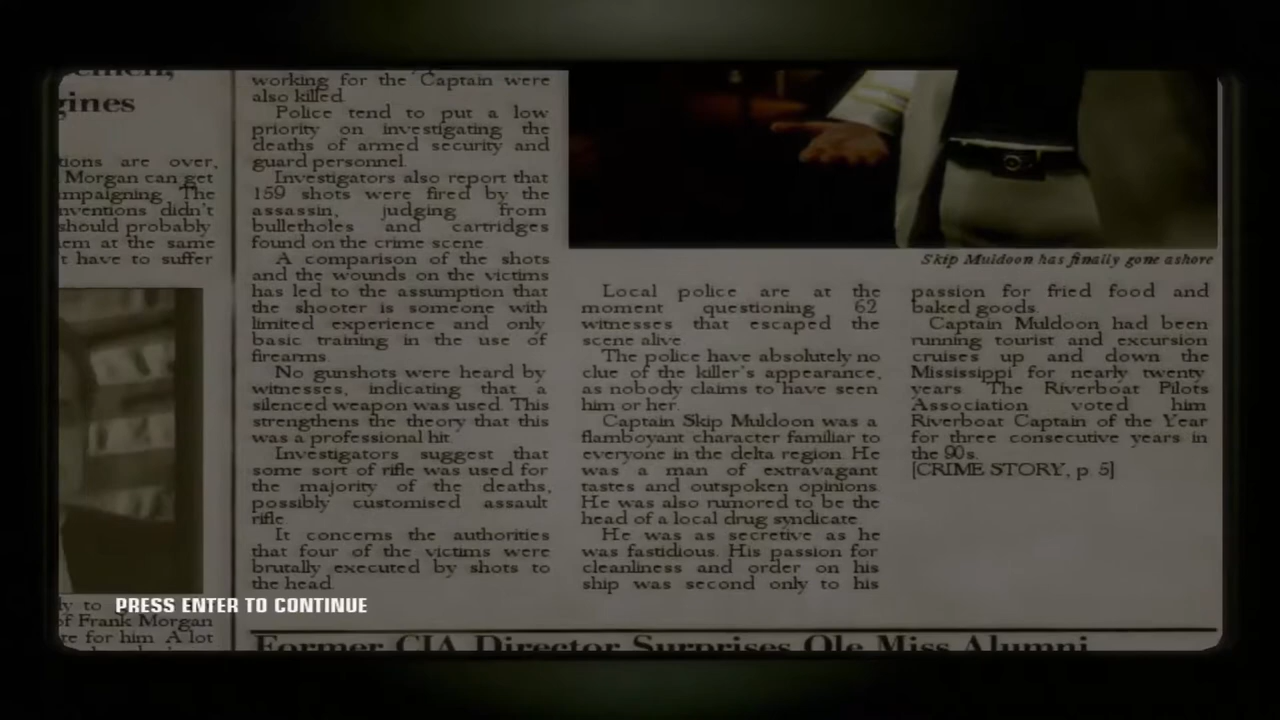 gines
tions are over,
Morgan can get
mpaigning. The
nventions didn't
should probably
em at the same
t have to suffer
ly to
of Frank Morgan
te for him. A lot
working for the Captain were
also killed.
Police tend to put a low
priority on investigating the
deaths of armed security and
guard personnel.
Investigators also report that
159 shots were fired by the
assassin, judging from
bulletholes and cartridges
found on the crime scene.
A comparison of the shots
and the wounds on the victims
has led to the assumption that
the shooter is someone with
limited experience and only
basic training in the use of
firearms.
No gunshots were heard by
witnesses, indicating that a
silenced weapon was used. This
strengthens the theory that this
was a professional hit.
Investigators suggest that
some sort of rifle was used for
the majority of the deaths,
possibly customised assault
rifle.
It concerns the authorities
that four of the victims were
brutally executed by shots to
the head.
Skip Muldoon has finally gone ashore
Local police are at the
moment questioning 62
witnesses that escaped the
scene alive.
The police have absolutely no
clue of the killer's appearance,
as nobody claims to have seen
him or her.
Captain Skip Muldoon was a
flamboyant character familiar to
everyone in the delta region. He
was a man of extravagant
tastes and outspoken opinions.
He was also rumored to be the
head of a local drug syndicate.
He was as secretive as he
was fastidious. His passion for
cleanliness and order on his
ship was second only to his
passion for fried food and
baked goods.
Captain Muldoon had been
running tourist and excursion
cruises up and down the
Mississippi for nearly twenty
years. The Riverboat Pilots
Association voted him
Riverboat Captain of the Year
for three consecutive years in
the 90s.
[CRIME STORY, p. 5]
PRESS ENTER TO CONTINUE
Former CIA Director Surprises Ole Miss Alumni